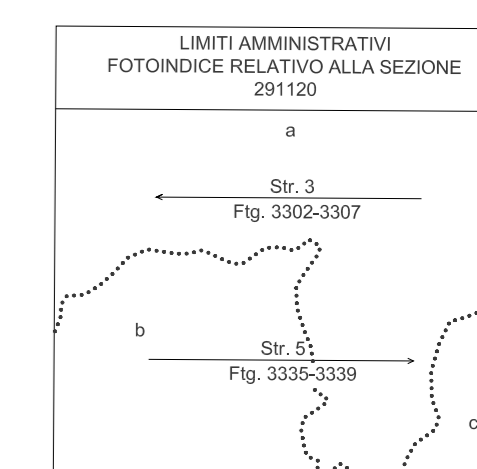 LIMITI AMMINISTRATIVI
FOTOINDICE RELATIVO ALLA SEZIONE
291120
a
Str. 3
Ftg. 3302-3307
b
Str. 5
Ftg. 3335-3339
c